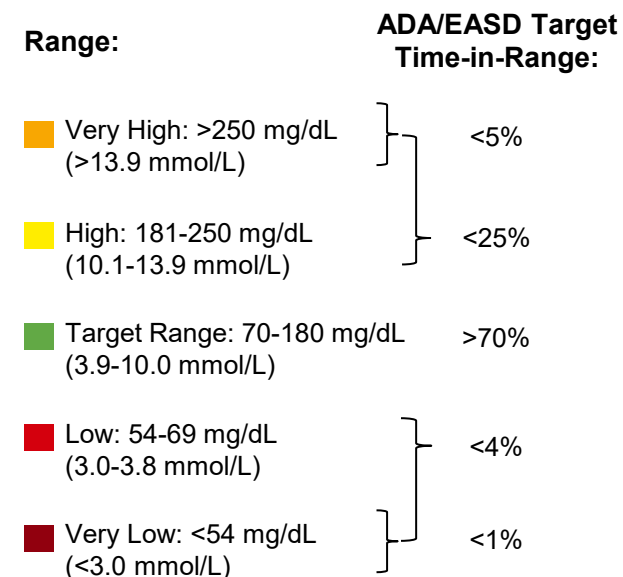 Range:
ADA/EASD Target
Time-in-Range:
Very High: >250 mg/dL
(>13.9 mmol/L)
<5%
High: 181-250 mg/dL
(10.1-13.9 mmol/L)
<25%
Target Range: 70-180 mg/dL
(3.9-10.0 mmol/L)
>70%
Low: 54-69 mg/dL
(3.0-3.8 mmol/L)
<4%
Very Low: <54 mg/dL
(<3.0 mmol/L)
<1%